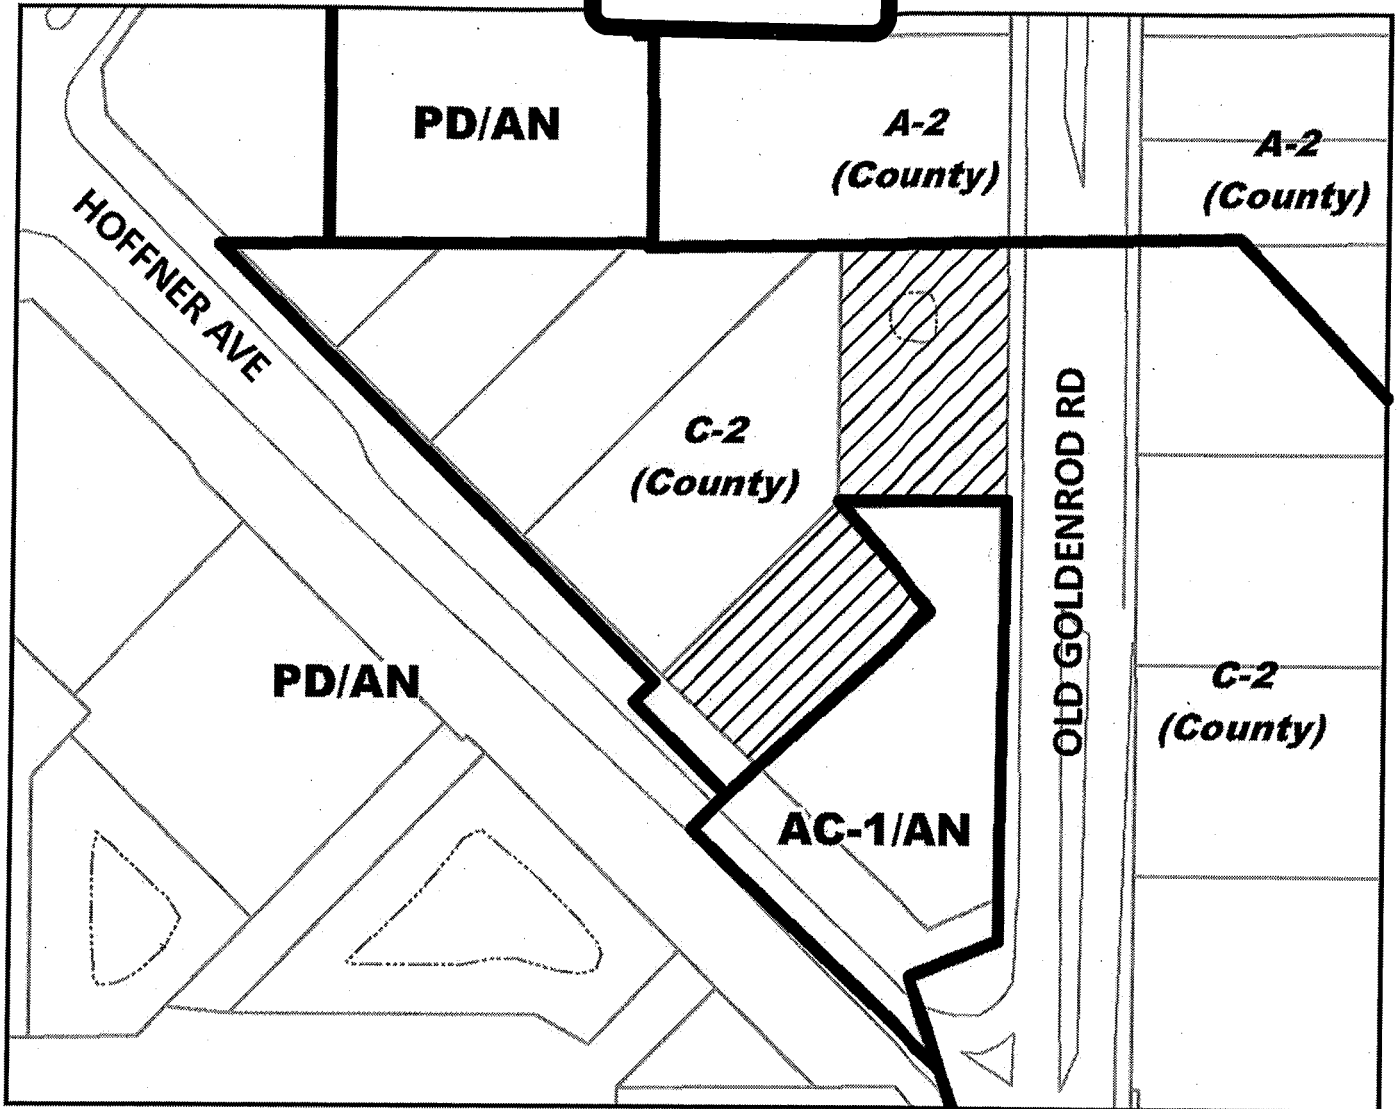 PD/AN
A-2
(County)
A-2
(County)
HOFFNER AVE
C-2
(County)
OLD GOLDENROD RD
PD/AN
C-2
(County)
AC-1/AN